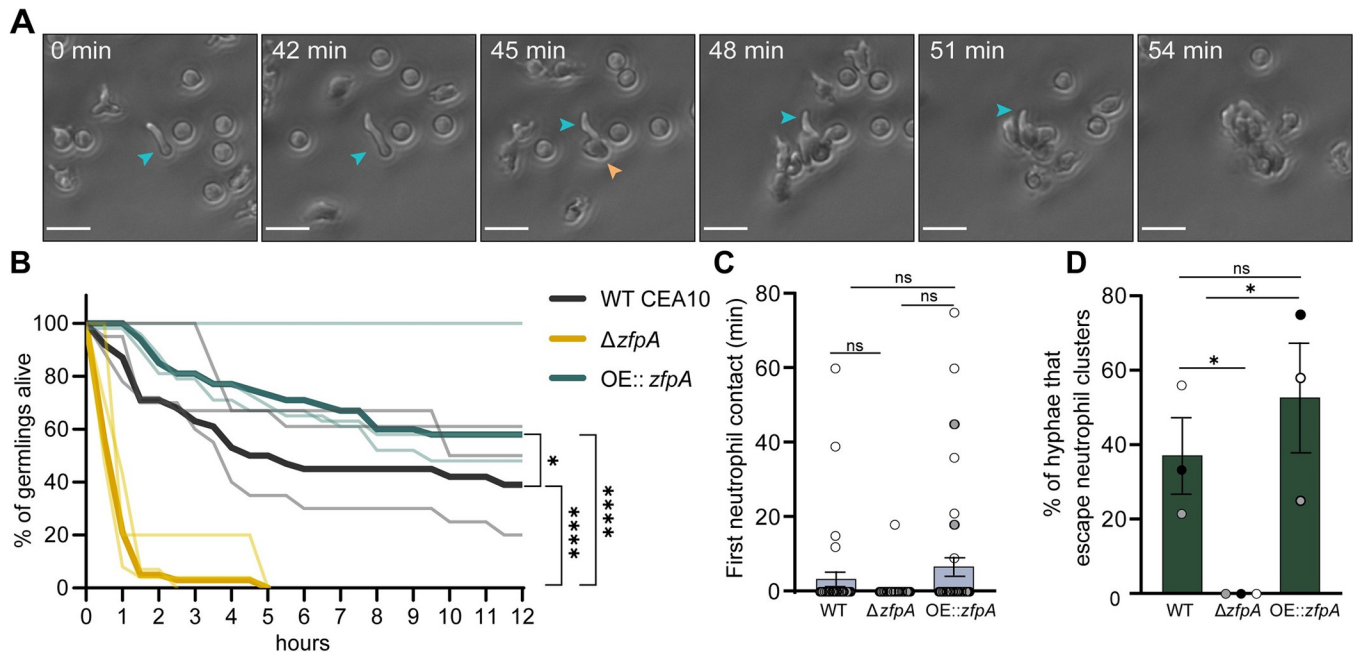 A
0 min
42 min
45 min
48 min
51 min
54 min
B
% of germlings alive
100
80
60
40
20
0
0 1 2 3 4 5 6 7 8 9 10 11 12
hours
WT CEA10
ΔzfpA
OE:: zfpA
*
****
****
C
First neutrophil contact (min)
80
60
40
20
0
ns
ns
ns
WT ΔzfpA OE::zfpA
D
% of hyphae that
escape neutrophil clusters
80
60
40
20
0
ns
*
*
WT ΔzfpA OE::zfpA